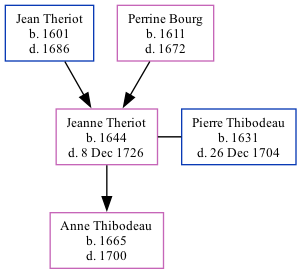 Jean Theriot
b. 1601
d. 1686
Perrine Bourg
b. 1611
d. 1672
Jeanne Theriot
b. 1644
d. 8 Dec 1726
Pierre Thibodeau
b. 1631
d. 26 Dec 1704
Anne Thibodeau
b. 1665
d. 1700